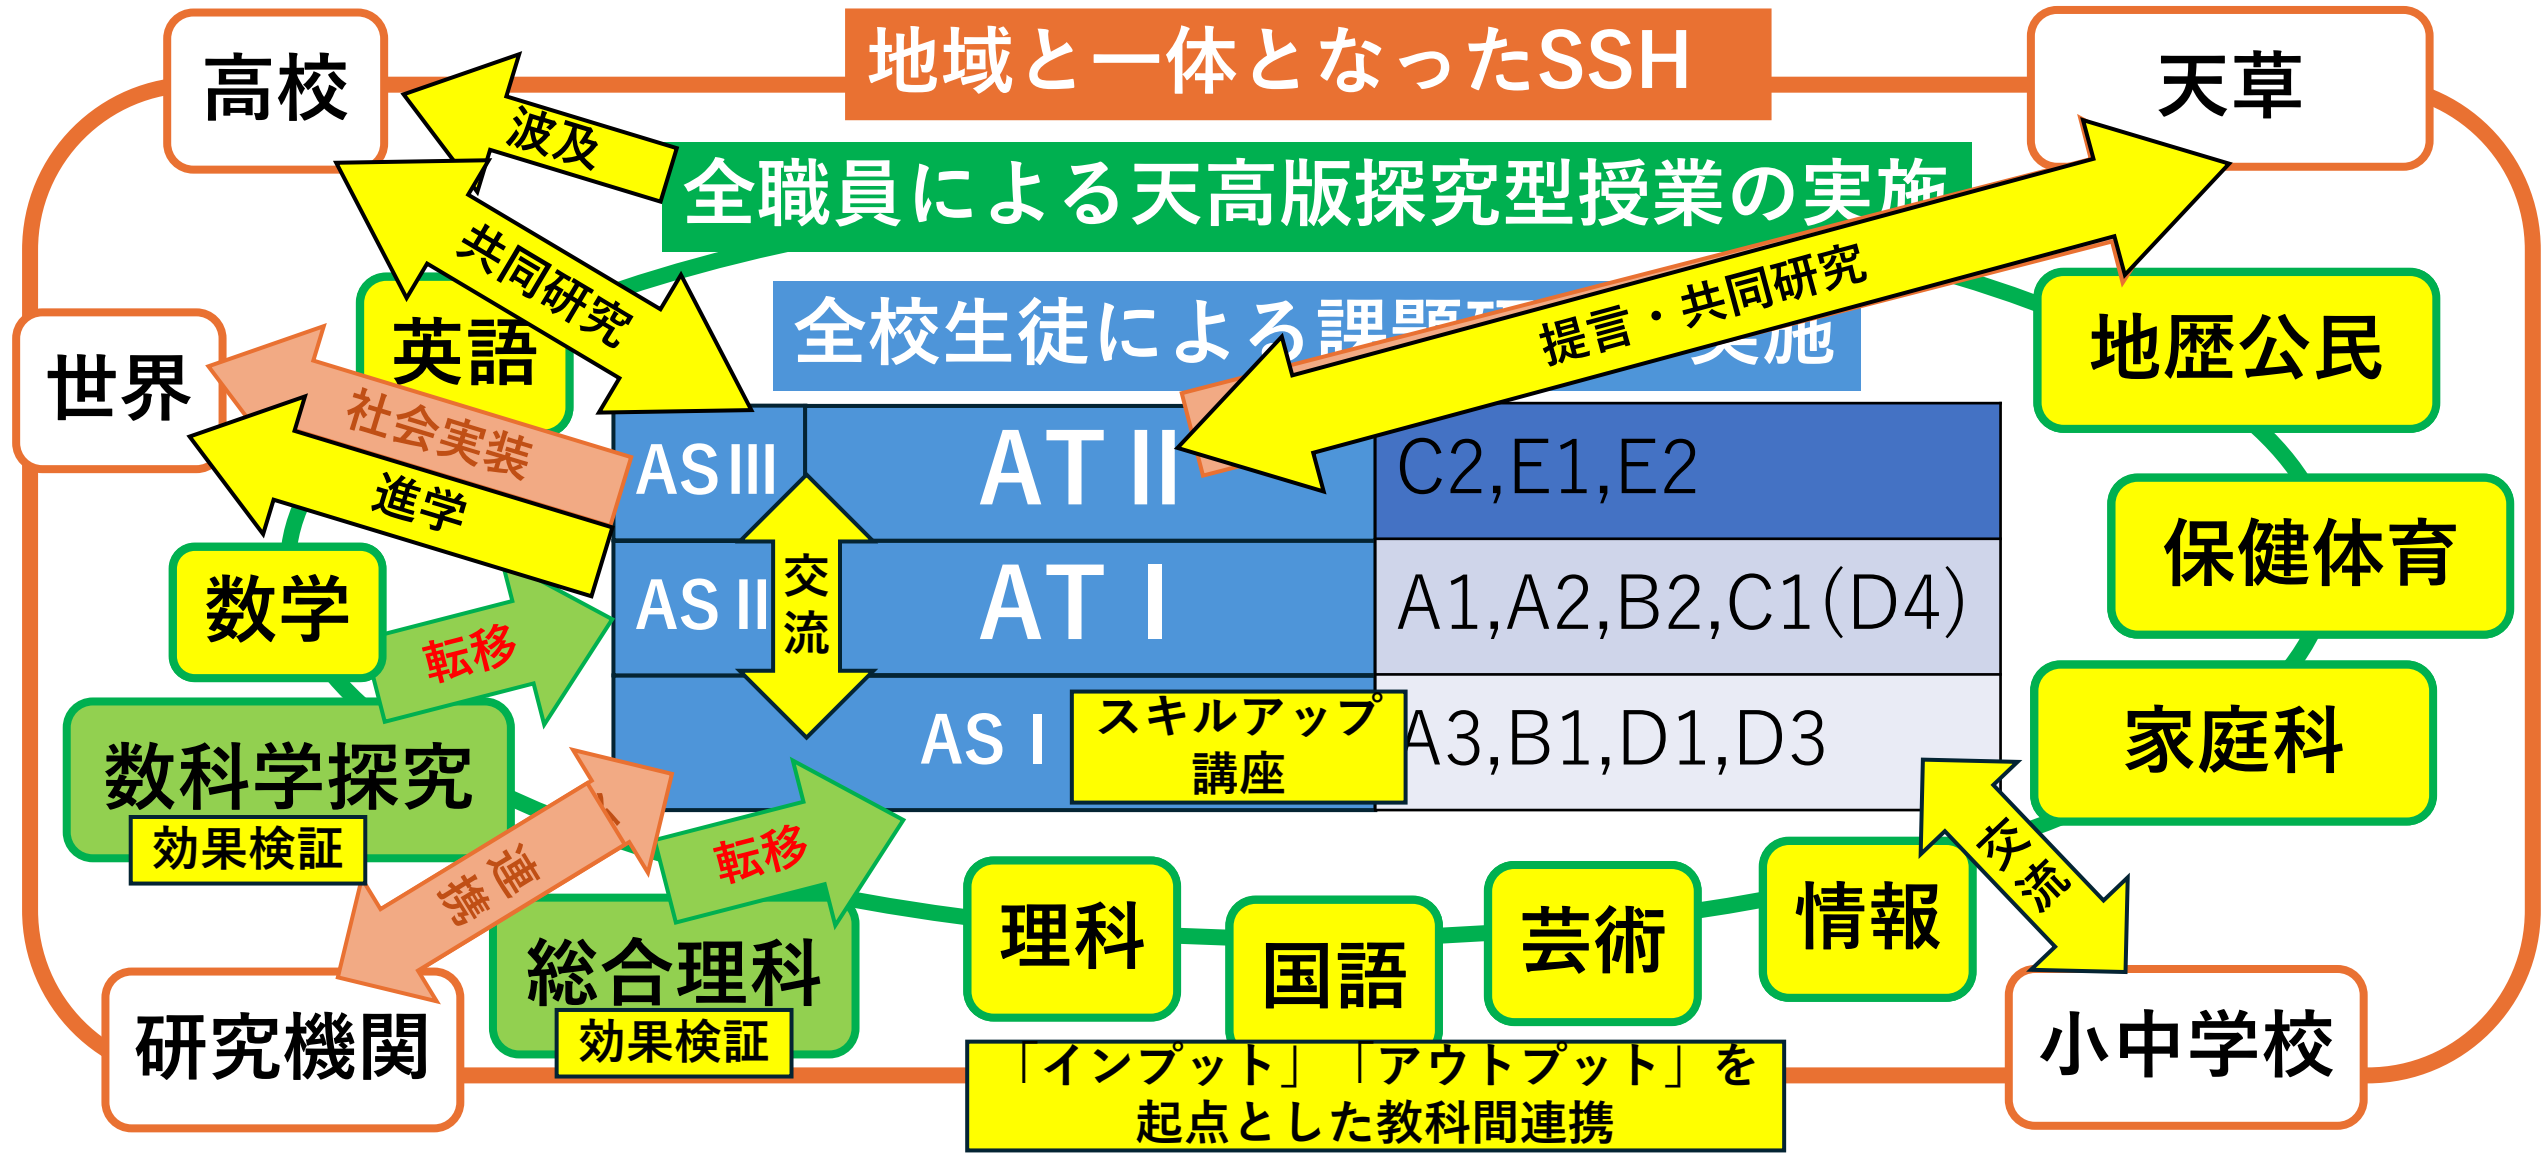 地域と一体となったSSH
高校
天草
波及
全職員による天高版探究型授業の実施
共同研究
全校生徒による課題研
実施
提言・共同研究
英語
地歴公民
世界
社会実装
進学
ASⅢ
ATⅡ
C2,E1,E2
保健体育
数学
転移
ASⅡ
交流
ATⅠ
A1,A2,B2,C1(D4)
家庭科
数科学探究
効果検証
ASⅠ
スキルアップ
講座
A3,B1,D1,D3
連携
転移
交流
理科
国語
芸術
情報
総合理科
効果検証
研究機関
小中学校
「インプット」「アウトプット」を
起点とした教科間連携